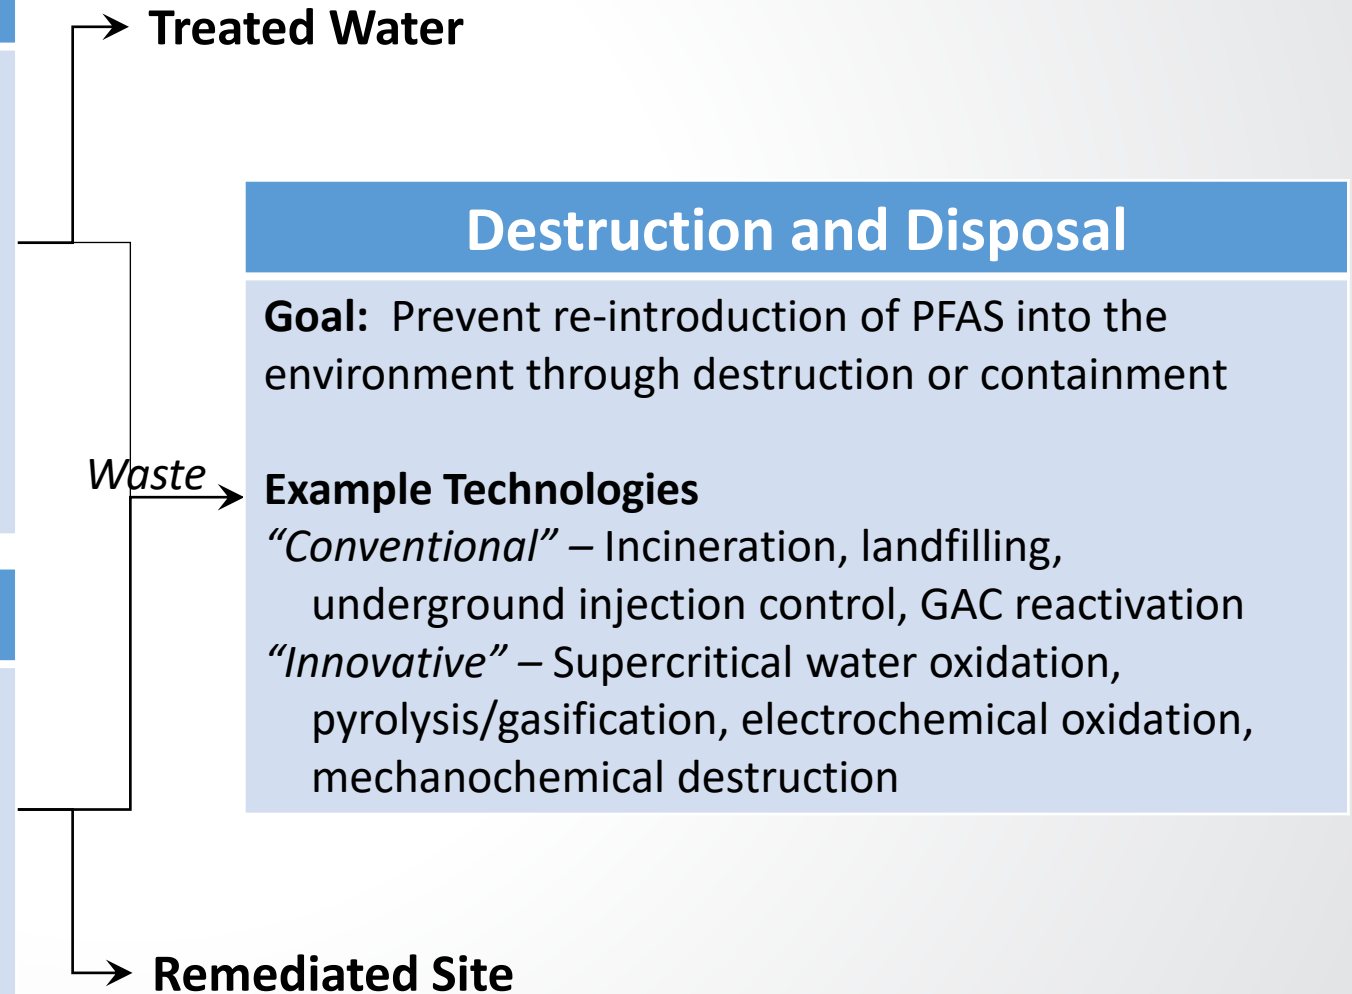 Treated Water
Destruction and Disposal
Goal: Prevent re-introduction of PFAS into the
environment through destruction or containment
Waste
Example Technologies
“Conventional” – Incineration, landfilling,
underground injection control, GAC reactivation
“Innovative” – Supercritical water oxidation,
pyrolysis/gasification, electrochemical oxidation,
mechanochemical destruction
Remediated Site